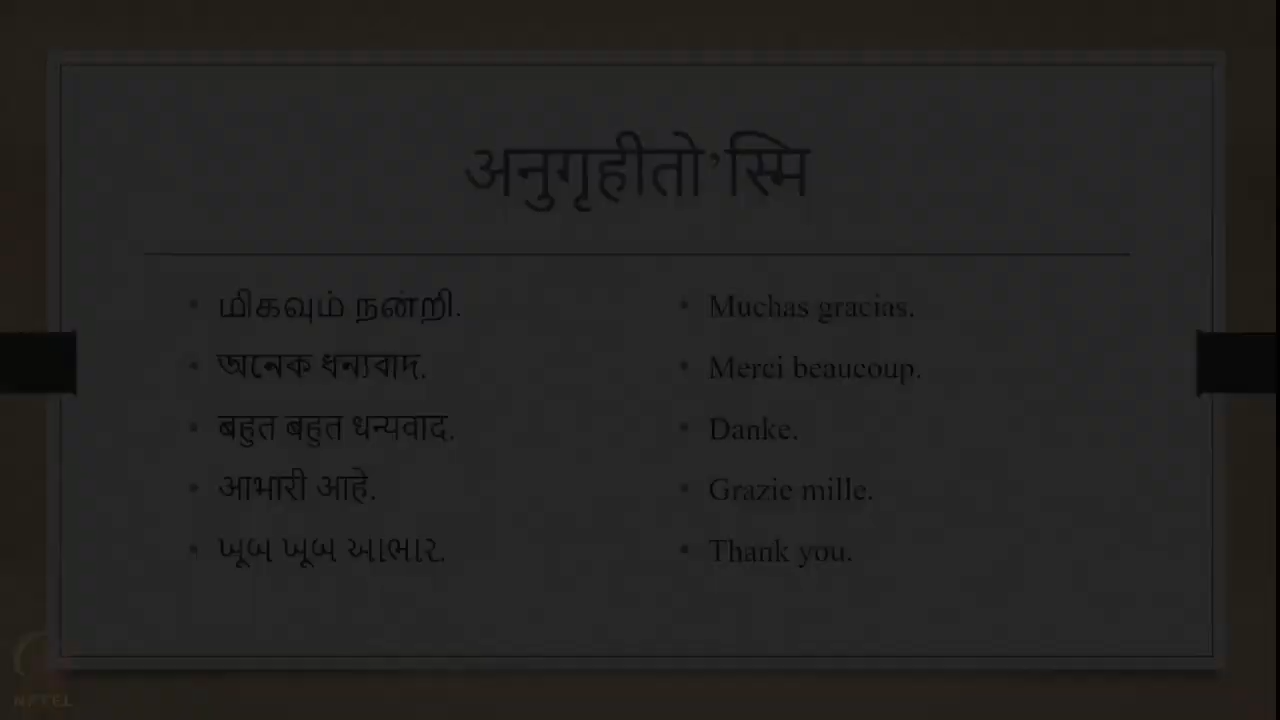 अनुगृहीतो’स्मि
மிகவும் நன்றி.
অনেক ধন্যবাদ.
बहुत बहुत धन्यवाद.
आभारी आहे.
ખૂબ ખૂબ આભાર.
Muchas gracias.
Merci beaucoup.
Danke.
Grazie mille.
Thank you.
NPTEL